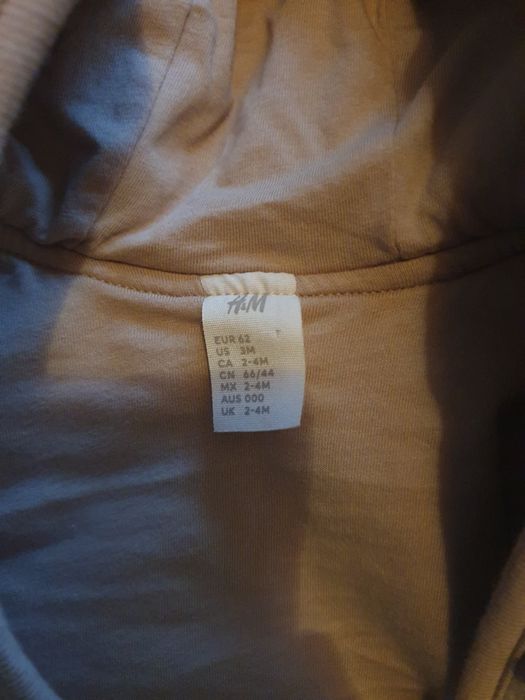 H&M
T
EUR 62
US 3M
CA 2-4M
CN 66/44
MX 2-4M
AUS 000
UK 2-4M